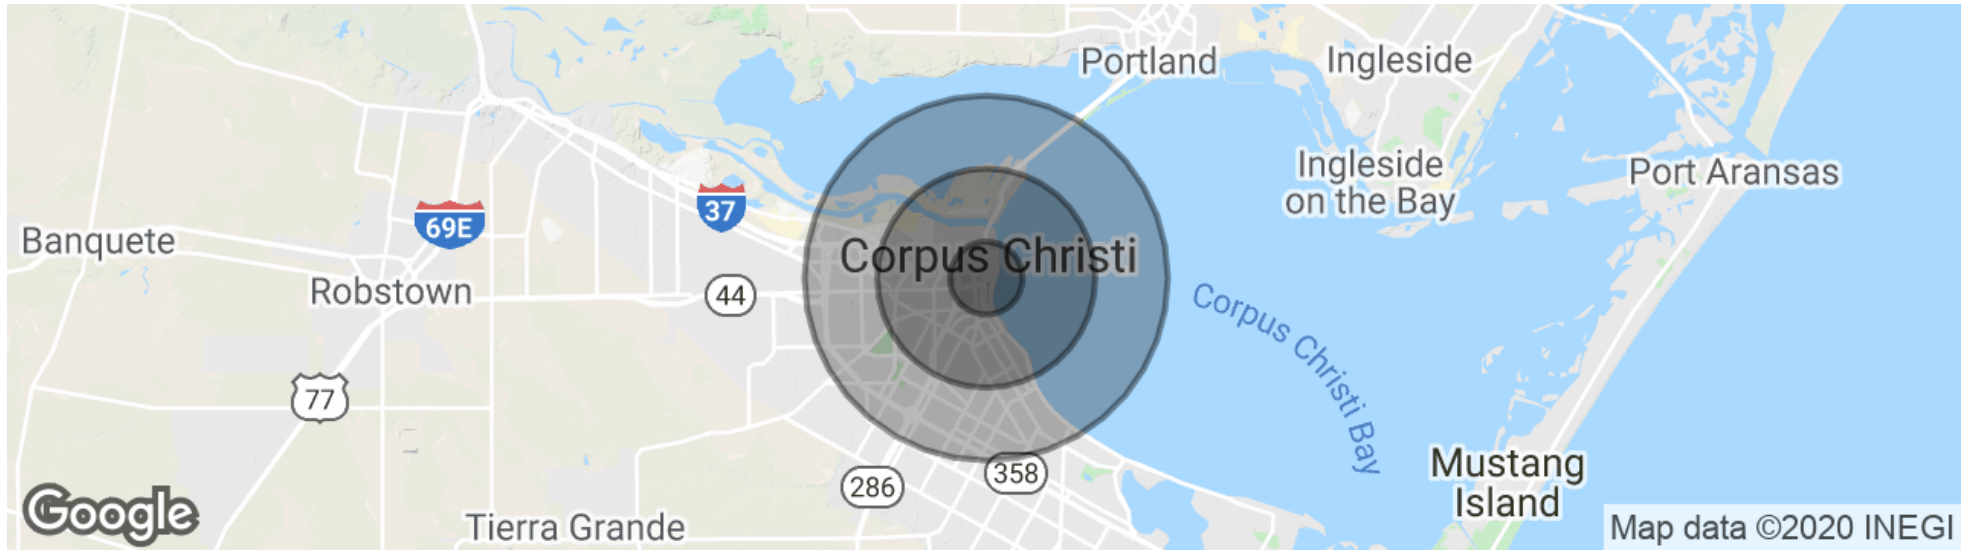 Portland
Ingleside
Ingleside
on the Bay
Port Aransas
37
69E
Banquete
Corpus Christi
Robstown
44
Corpus Christi Bay
77
Mustang
Island
358
286
Google
Tierra Grande
Map data ©2020 INEGI